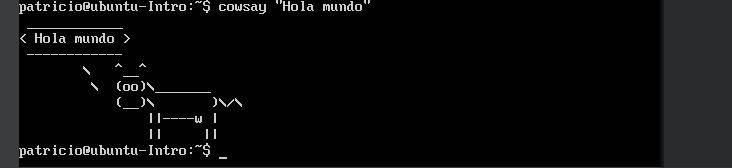 patricio@ubuntu-Intro:~$ cowsay "Hola mundo"
 ____________
< Hola mundo >
 ------------
        \   ^__^
         \  (oo)\_______
            (__)\       )\/\
                ||----w |
                ||     ||
patricio@ubuntu-Intro:~$ _